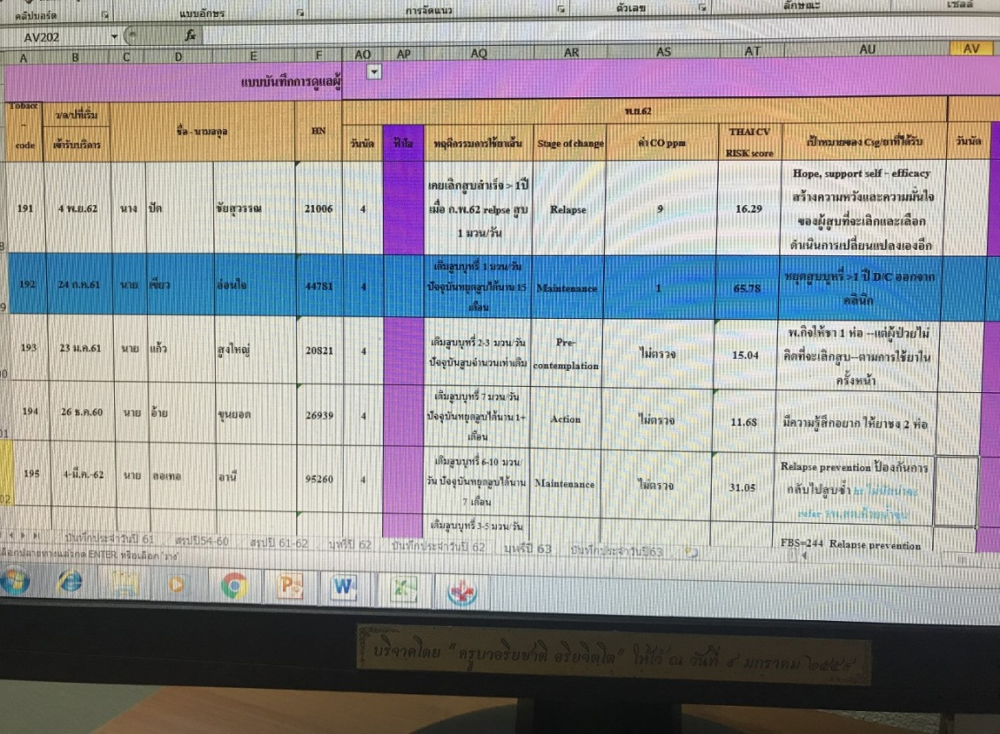 คลิปบอร์ด แบบอักษร การจัดแนว ตัวเลข ลักษณะ เซลล์
AV202 fx
A B C D E F AO AP AQ AR AS AT AU AV
แบบบันทึกการดูแลผู้
Tobacc code ว/ด/ปที่เริ่ม เข้ารับบริการ ชื่อ - นามสกุล HN พ.ย.62
วันนัด พฤติกรรมการใช้ยาเส้น Stage of change ค่า CO ppm THAI CV RISK score เป้าหมายของ Csg/ยาที่ได้รับ วันนัด
191 4 พ.ย.62 นาง ปัด ชัยสุวรรณ 21006 4 เคยเลิกสูบสำเร็จ > 1ปี เมื่อ ก.พ.62 relpse สูบ 1 มวน/วัน Relapse 9 16.29 Hope, support self - efficacy สร้างความหวังและความมั่นใจ ของผู้สูบที่จะเลิกและเลือก ดำเนินการเปลี่ยนแปลงเองอีก
192 24 ก.ค.61 นาย เขียว อ่อนใจ 44781 4 เดิมสูบบุหรี่ 1 มวน/วัน ปัจจุบันหยุดสูบได้นาน 15 เดือน Maintenance 1 65.78 หยุดสูบบุหรี่ >1 ปี D/C ออกจาก คลินิก
193 23 ม.ค.61 นาย แก้ว สูงใหญ่ 20821 4 เดิมสูบบุหรี่ 2-3 มวน/วัน ปัจจุบันสูบจำนวนเท่าเดิม Pre-contemplation ไม่ตรวจ 15.04 พ.กิจให้ชา 1 ห่อ --แต่ผู้ป่วยไม่ คิดที่จะเลิกสูบ--ตามการใช้ยาใน ครั้งหน้า
194 26 ธ.ค.60 นาย อ้าย ขุนยอด 26939 4 เดิมสูบบุหรี่ 7 มวน/วัน ปัจจุบันหยุดสูบได้นาน 1+ เดือน Action ไม่ตรวจ 11.68 มีความรู้สึกอยาก ให้ยาชง 2 ห่อ
195 4-มี.ค.-62 นาย ลอเทอ อานี 95260 4 เดิมสูบบุหรี่ 6-10 มวน/วัน ปัจจุบันหยุดสูบได้นาน 7 เดือน Maintenance ไม่ตรวจ 31.05 Relapse prevention ป้องกันการ กลับไปสูบซ้ำ refer
เดิมสูบบุหรี่ 3-5 มวน/วัน FBS=244 Relapse prevention
บันทึกประจำวันปี 61 สรุปปี54-60 สรุปปี 61-62 บุหรี่ปี 62 บันทึกประจำวันปี 62 บุหรี่ปี 63 บันทึกประจำวันปี63
เลือกปลายทางแล้วกด ENTER หรือเลือก 'วาง'
บริจาคโดย "ครูบาอริยชาติ อริยจิตโต" ให้ไว้ ณ วันที่ ๙ มกราคม ๒๕๕๙